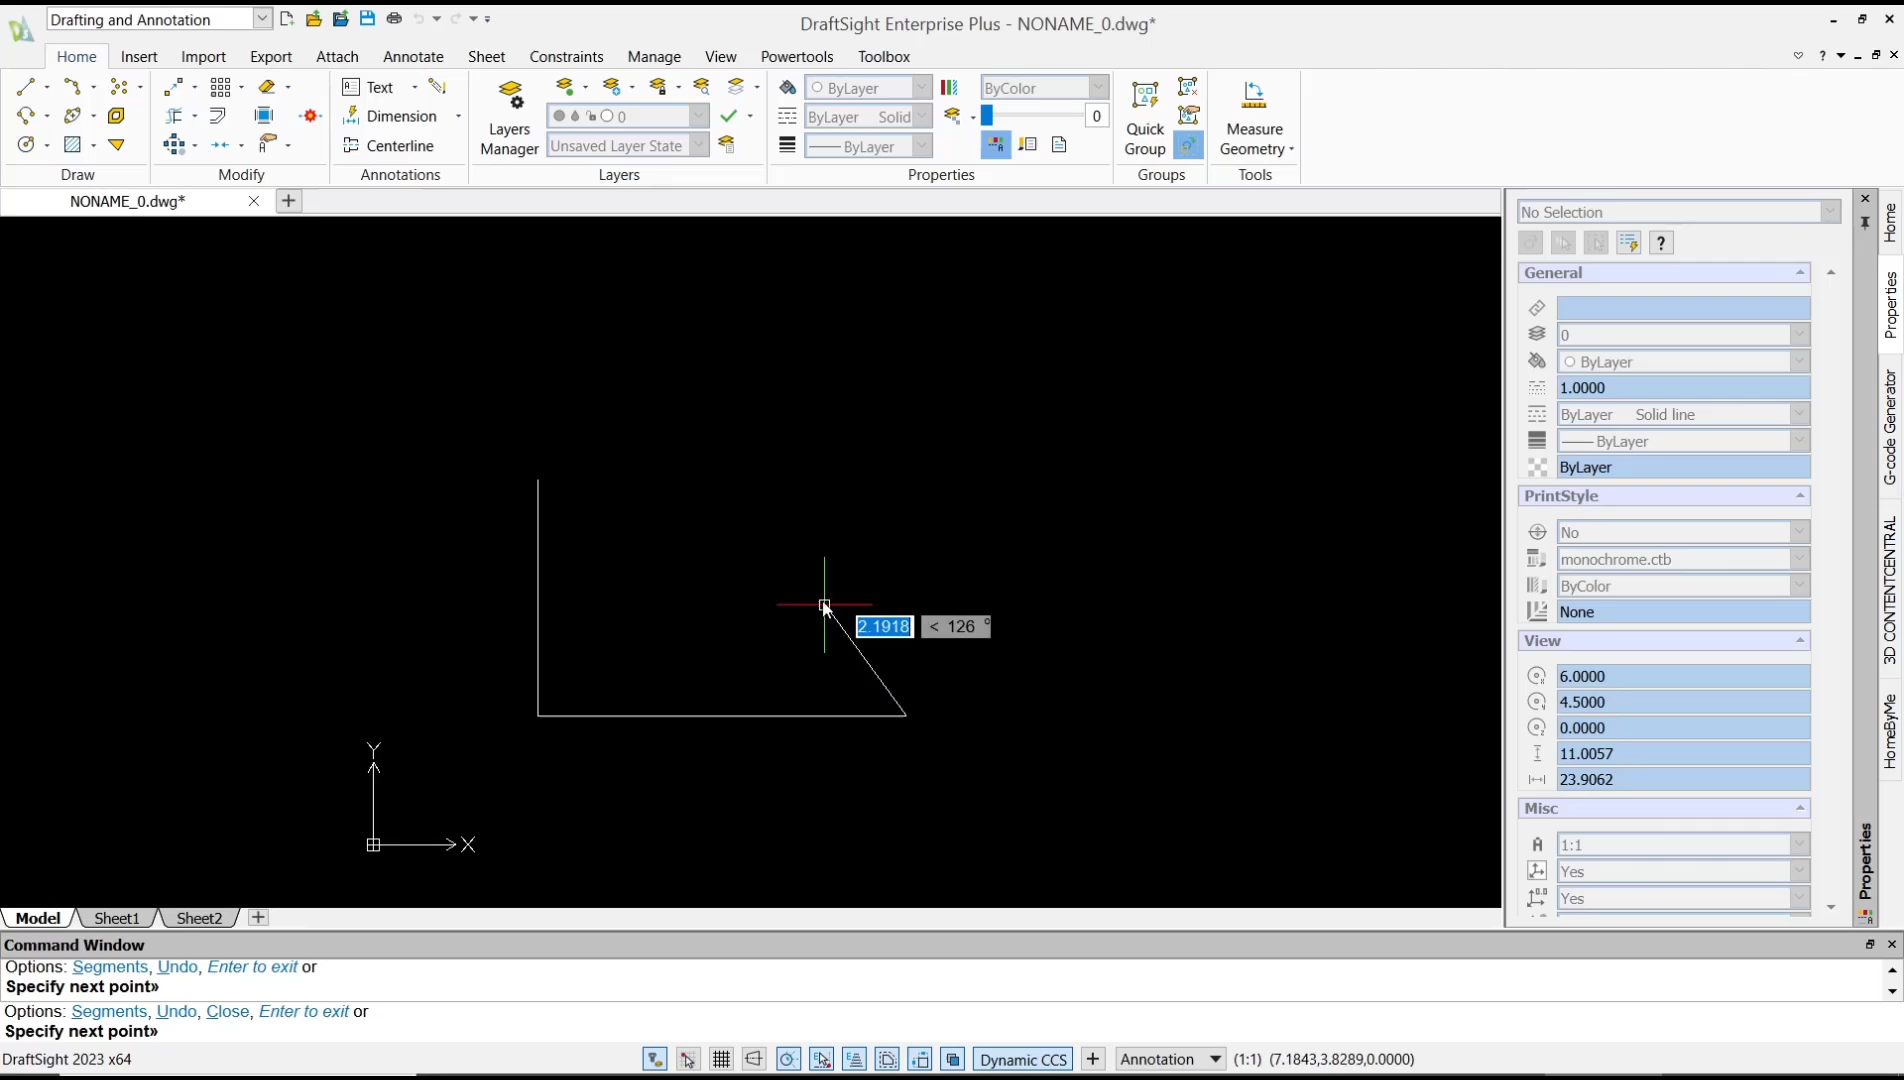 Drafting and Annotation
DraftSight Enterprise Plus - NONAME_0.dwg*
Home Insert Import Export Attach Annotate Sheet Constraints Manage View Powertools Toolbox
?
Text
Dimension
Centerline
Layers
Manager
0
Unsaved Layer State
ByLayer
ByLayer Solid
ByLayer
ByColor
0
Quick
Group
Measure
Geometry
Draw Modify Annotations Layers Properties Groups Tools
NONAME_0.dwg*
+
2.1918 < 126 °
Y
X
No Selection
?
General
0
ByLayer
1.0000
ByLayer Solid line
ByLayer
ByLayer
PrintStyle
No
monochrome.ctb
ByColor
None
View
6.0000
4.5000
0.0000
11.0057
23.9062
Misc
1:1
Yes
Yes
Properties
Home
Properties
G-code Generator
3D CONTENTCENTRAL
HomeByMe
Model Sheet1 Sheet2 +
Command Window
Options: Segments, Undo, Enter to exit or
Specify next point»
Options: Segments, Undo, Close, Enter to exit or
Specify next point»
DraftSight 2023 x64
Dynamic CCS + Annotation (1:1) (7.1843,3.8289,0.0000)